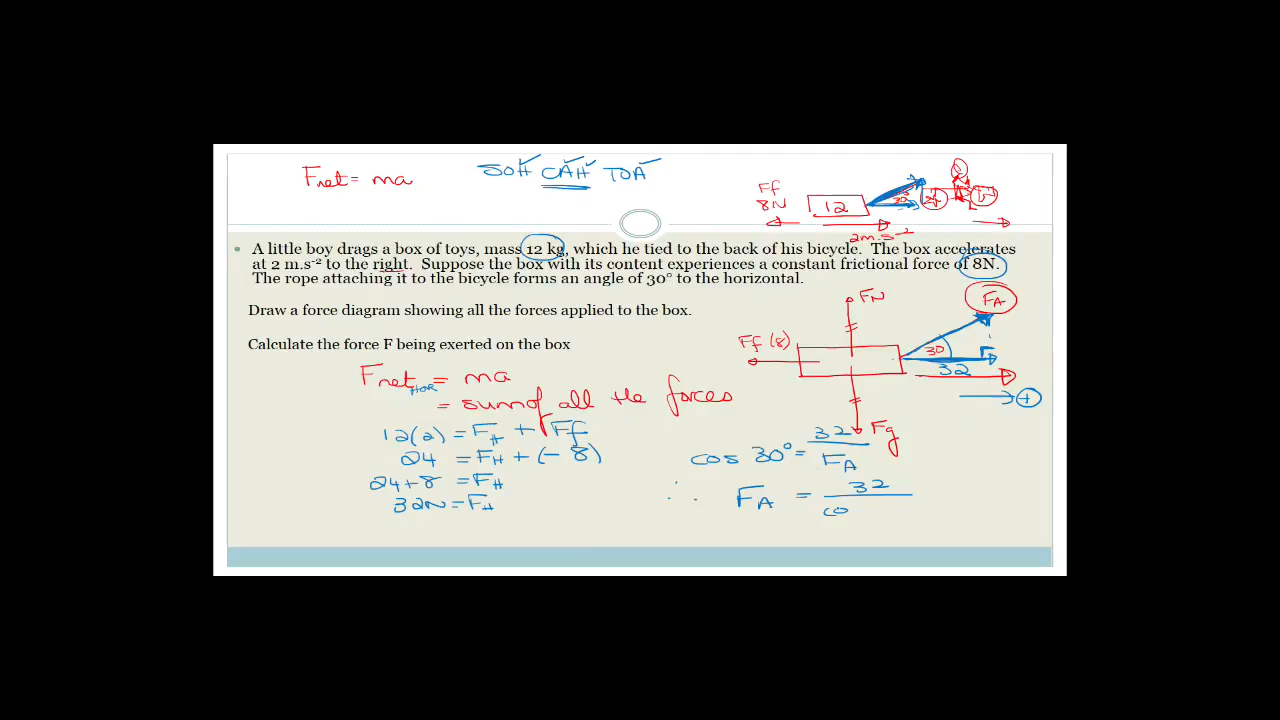 Fnet = ma
SOH CAH TOA
Ff
8N
12
30
2m.s⁻²
• A little boy drags a box of toys, mass 12 kg, which he tied to the back of his bicycle. The box accelerates
at 2 m.s⁻² to the right. Suppose the box with its content experiences a constant frictional force of 8N.
The rope attaching it to the bicycle forms an angle of 30° to the horizontal.
Draw a force diagram showing all the forces applied to the box.
Calculate the force F being exerted on the box
FN
FA
Ff (8)
30
32
+
Fg
Fnet HOR = ma
= sum of all the forces
12(2) = FH + Ff
24 = FH + (- 8)
24+8 = FH
32N = FH
cos 30° = 32
FA
∴ FA = 32
co